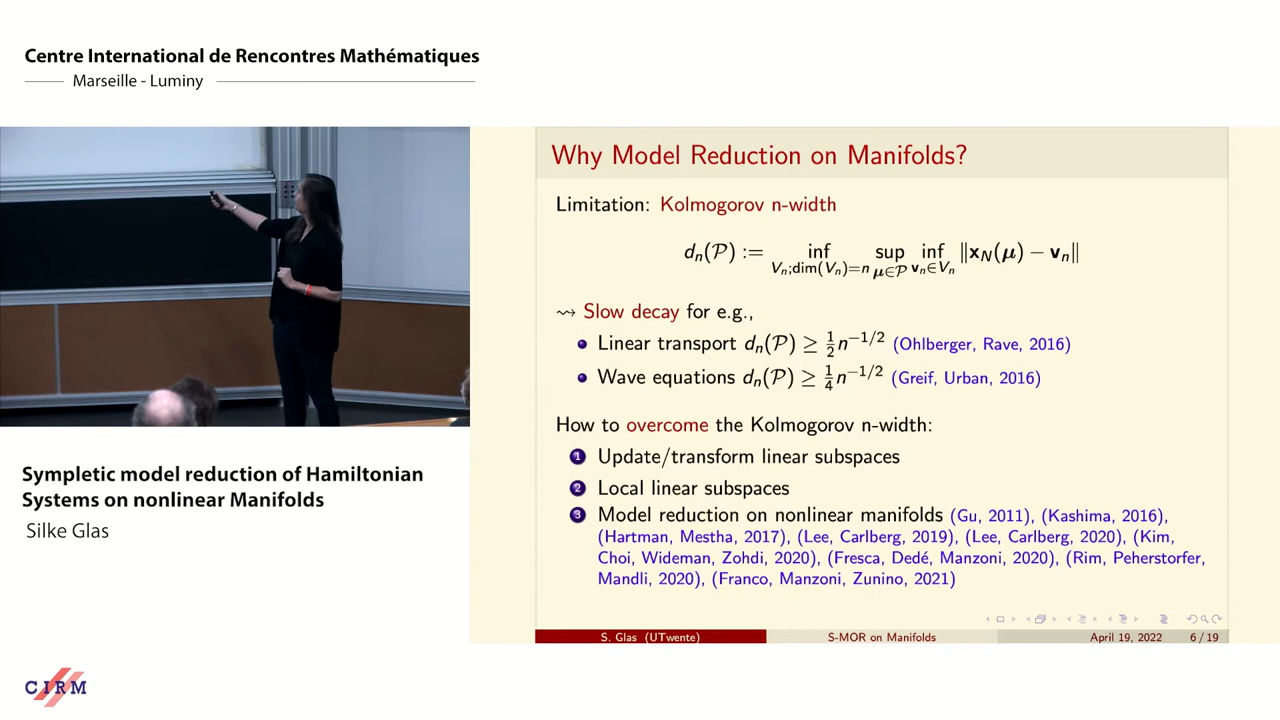 Centre International de Rencontres Mathématiques
Marseille - Luminy
Why Model Reduction on Manifolds?
Limitation: Kolmogorov n-width
dₙ(𝒫) := inf sup inf ‖x_N(μ) − vₙ‖
Vₙ;dim(Vₙ)=n μ∈𝒫 vₙ∈Vₙ
⇝ Slow decay for e.g.,
Linear transport dₙ(𝒫) ≥ ½n^{−1/2} (Ohlberger, Rave, 2016)
Wave equations dₙ(𝒫) ≥ ¼n^{−1/2} (Greif, Urban, 2016)
How to overcome the Kolmogorov n-width:
1 Update/transform linear subspaces
2 Local linear subspaces
3 Model reduction on nonlinear manifolds (Gu, 2011), (Kashima, 2016),
(Hartman, Mestha, 2017), (Lee, Carlberg, 2019), (Lee, Carlberg, 2020), (Kim,
Choi, Wideman, Zohdi, 2020), (Fresca, Dedé, Manzoni, 2020), (Rim, Peherstorfer,
Mandli, 2020), (Franco, Manzoni, Zunino, 2021)
S. Glas (UTwente) S-MOR on Manifolds April 19, 2022 6 / 19
Sympletic model reduction of Hamiltonian
Systems on nonlinear Manifolds
Silke Glas
CIRM